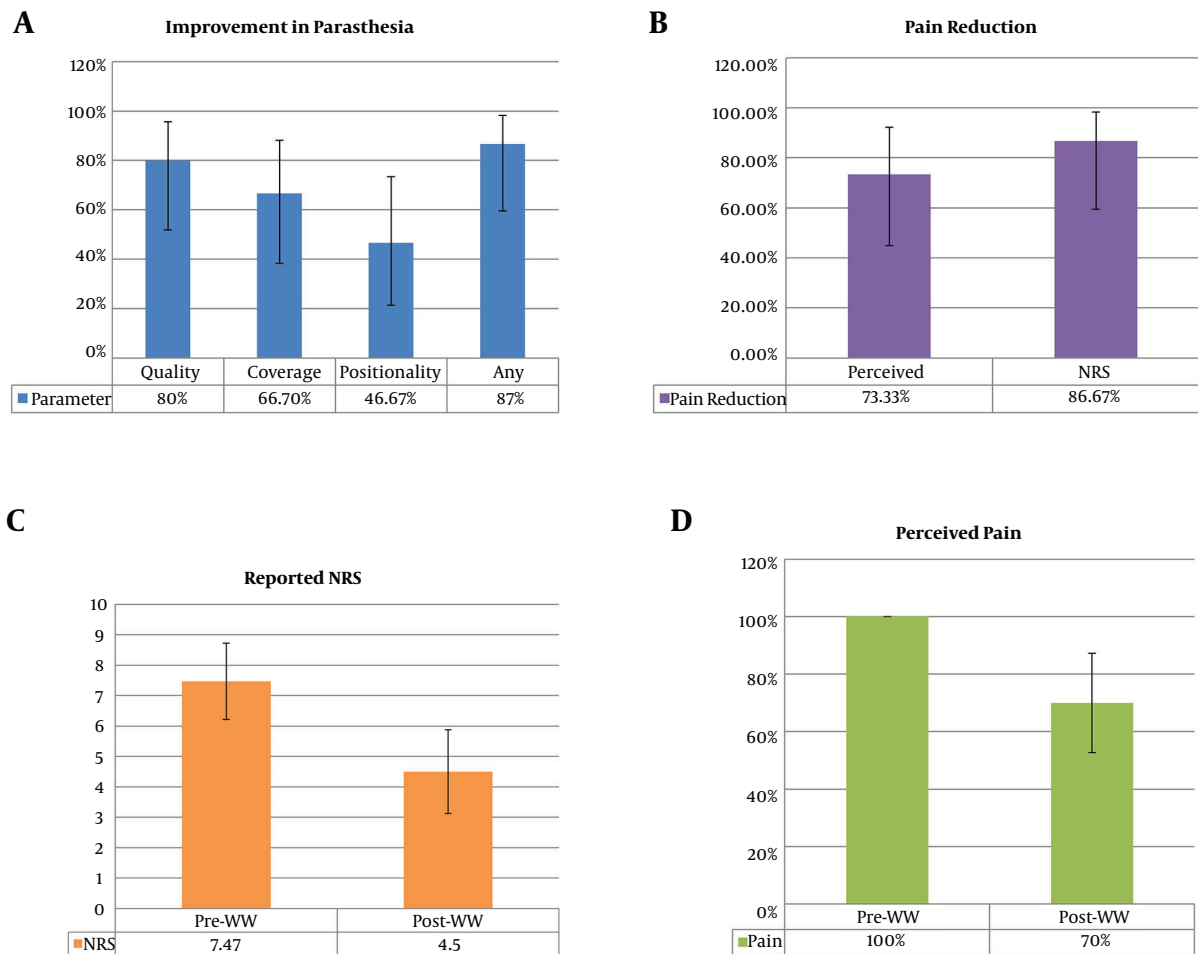 A
Improvement in Parasthesia
120%
100%
80%
60%
40%
20%
0%
Quality Coverage Positionality Any
Parameter 80% 66.70% 46.67% 87%
B
Pain Reduction
120.00%
100.00%
80.00%
60.00%
40.00%
20.00%
0.00%
Perceived NRS
Pain Reduction 73.33% 86.67%
C
Reported NRS
10
9
8
7
6
5
4
3
2
1
0
Pre-WW Post-WW
NRS 7.47 4.5
D
Perceived Pain
120%
100%
80%
60%
40%
20%
0%
Pre-WW Post-WW
Pain 100% 70%